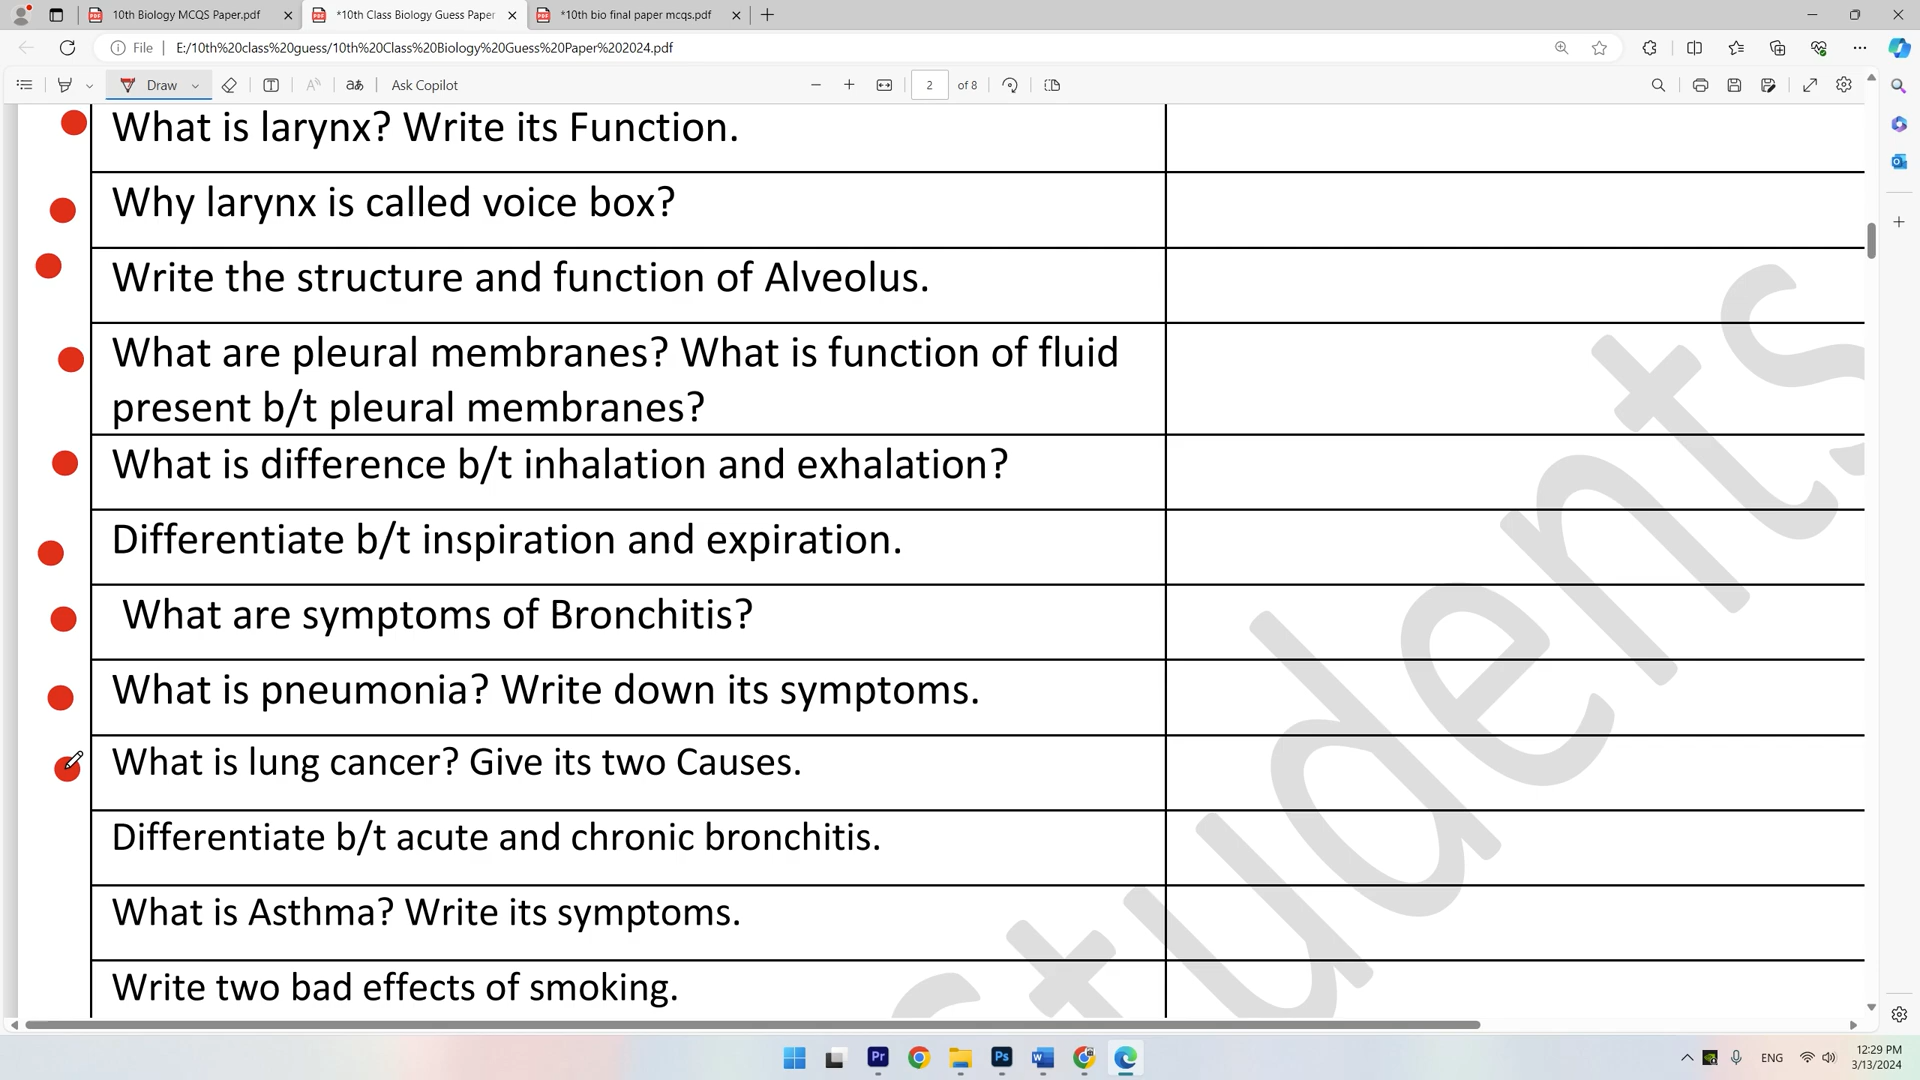 10th Biology MCQS Paper.pdf
*10th Class Biology Guess Paper
*10th bio final paper mcqs.pdf
File
E:/10th%20class%20guess/10th%20Class%20Biology%20Guess%20Paper%202024.pdf
Draw
aあ
Ask Copilot
2
of 8
What is larynx? Write its Function.
Why larynx is called voice box?
Write the structure and function of Alveolus.
What are pleural membranes? What is function of fluid
present b/t pleural membranes?
What is difference b/t inhalation and exhalation?
Differentiate b/t inspiration and expiration.
What are symptoms of Bronchitis?
What is pneumonia? Write down its symptoms.
What is lung cancer? Give its two Causes.
Differentiate b/t acute and chronic bronchitis.
What is Asthma? Write its symptoms.
Write two bad effects of smoking.
students
Pr
Ps
ENG
12:29 PM
3/13/2024